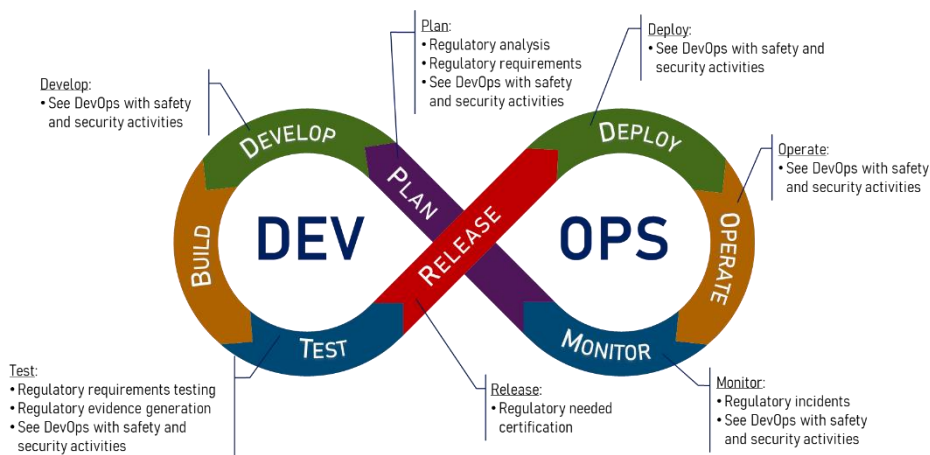 Plan:
• Regulatory analysis
• Regulatory requirements
• See DevOps with safety
and security activities
Deploy:
• See DevOps with safety and
security activities
Develop:
• See DevOps with safety
and security activities
DEVELOP
PLAN
RELEASE
DEPLOY
Operate:
• See DevOps with safety
and security activities
BUILD
DEV
OPS
OPERATE
TEST
MONITOR
Test:
• Regulatory requirements testing
• Regulatory evidence generation
• See DevOps with safety and
security activities
Release:
• Regulatory needed
certification
Monitor:
• Regulatory incidents
• See DevOps with safety
and security activities